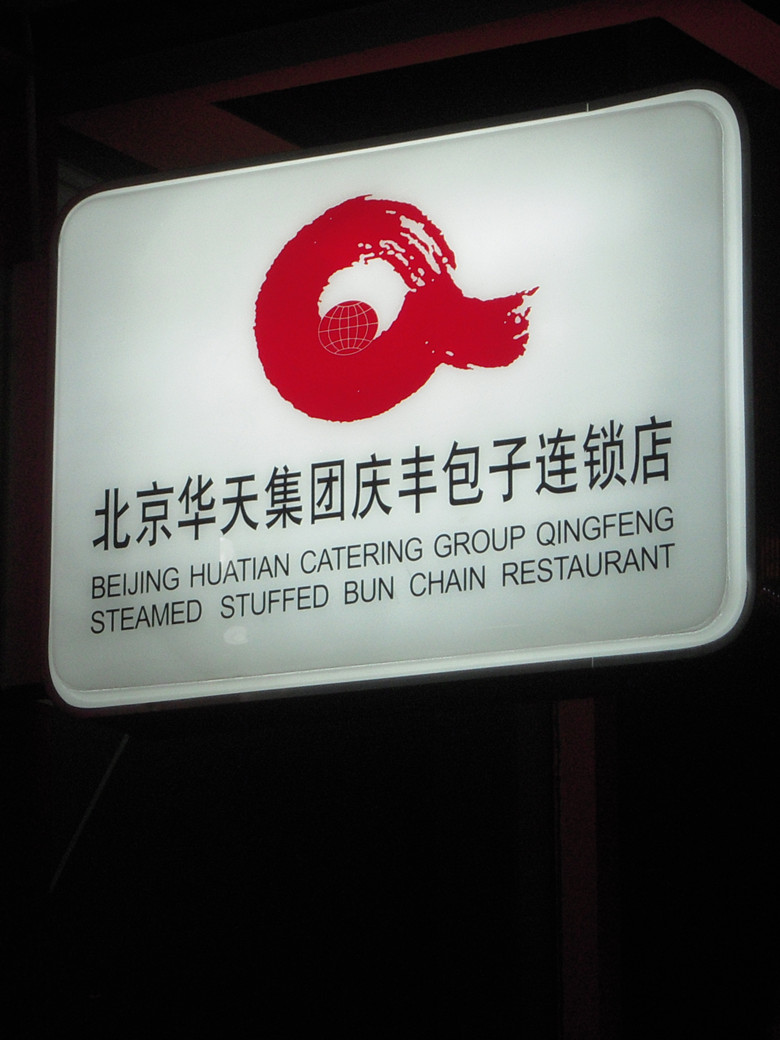 北京华天集团庆丰包子连锁店
BEIJING HUATIAN CATERING GROUP QINGFENG
STEAMED STUFFED BUN CHAIN RESTAURANT